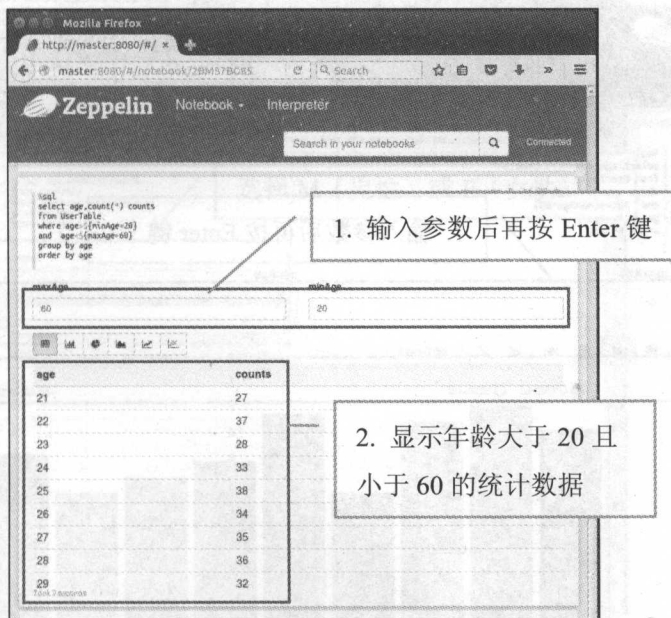 Mozilla Firefox
http://master:8080/#/ ×
master:8080/#/notebook/2BM37BGRS
Search
Zeppelin
Notebook
Interpreter
Search in your notebooks
Connected
%sql
select age,count(*) counts
from UserTable
where age>${minAge=20}
and age<${maxAge=60}
group by age
order by age
1. 输入参数后再按 Enter 键
maxAge minAge
60 20
age counts
21 27
22 37
23 28
24 33
25 38
26 34
27 35
28 36
29 32
2. 显示年龄大于 20 且
小于 60 的统计数据